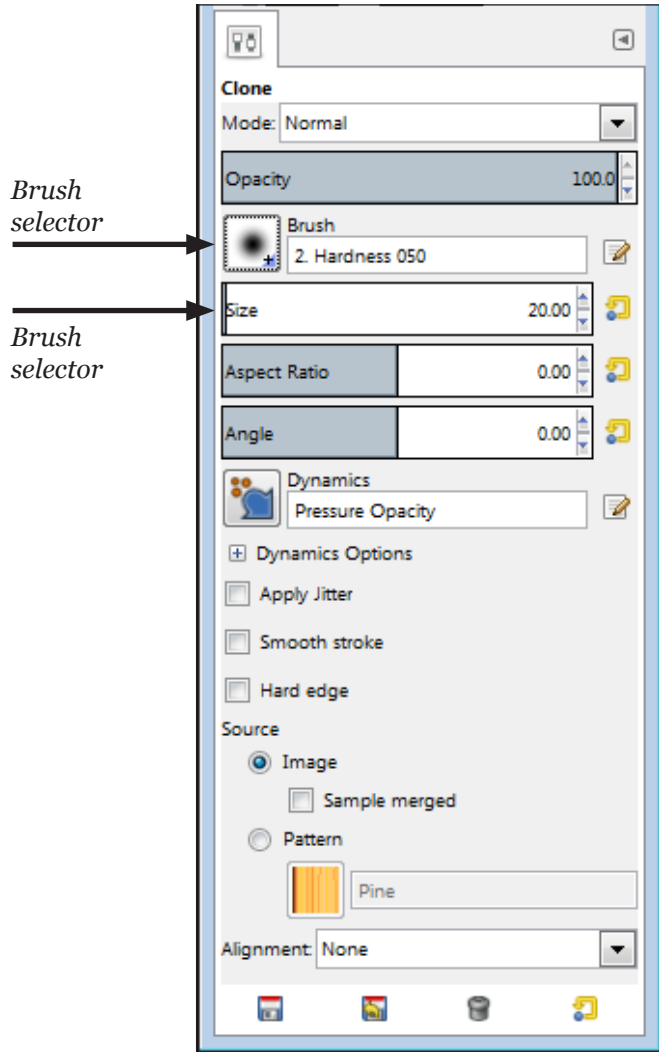 Clone
Mode: Normal
Opacity 100.0
Brush
selector
Brush
2. Hardness 050
Size 20.00
Brush
selector
Aspect Ratio 0.00
Angle 0.00
Dynamics
Pressure Opacity
Dynamics Options
Apply Jitter
Smooth stroke
Hard edge
Source
Image
Sample merged
Pattern
Pine
Alignment: None